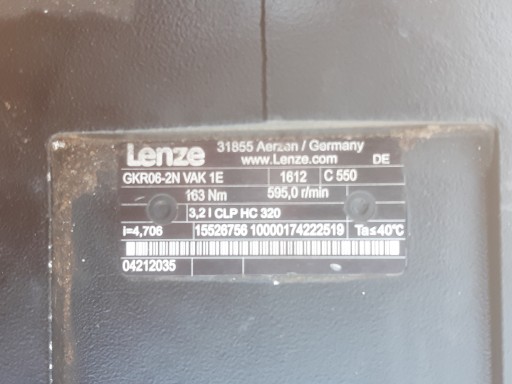 Lenze 31855 Aerzen / Germany
www.Lenze.com DE
GKR06-2N VAK 1E 1612 C 550
163 Nm 595,0 r/min
3,2 l CLP HC 320
i=4,706 15526756 10000174222519 Ta≤40°C
04212035